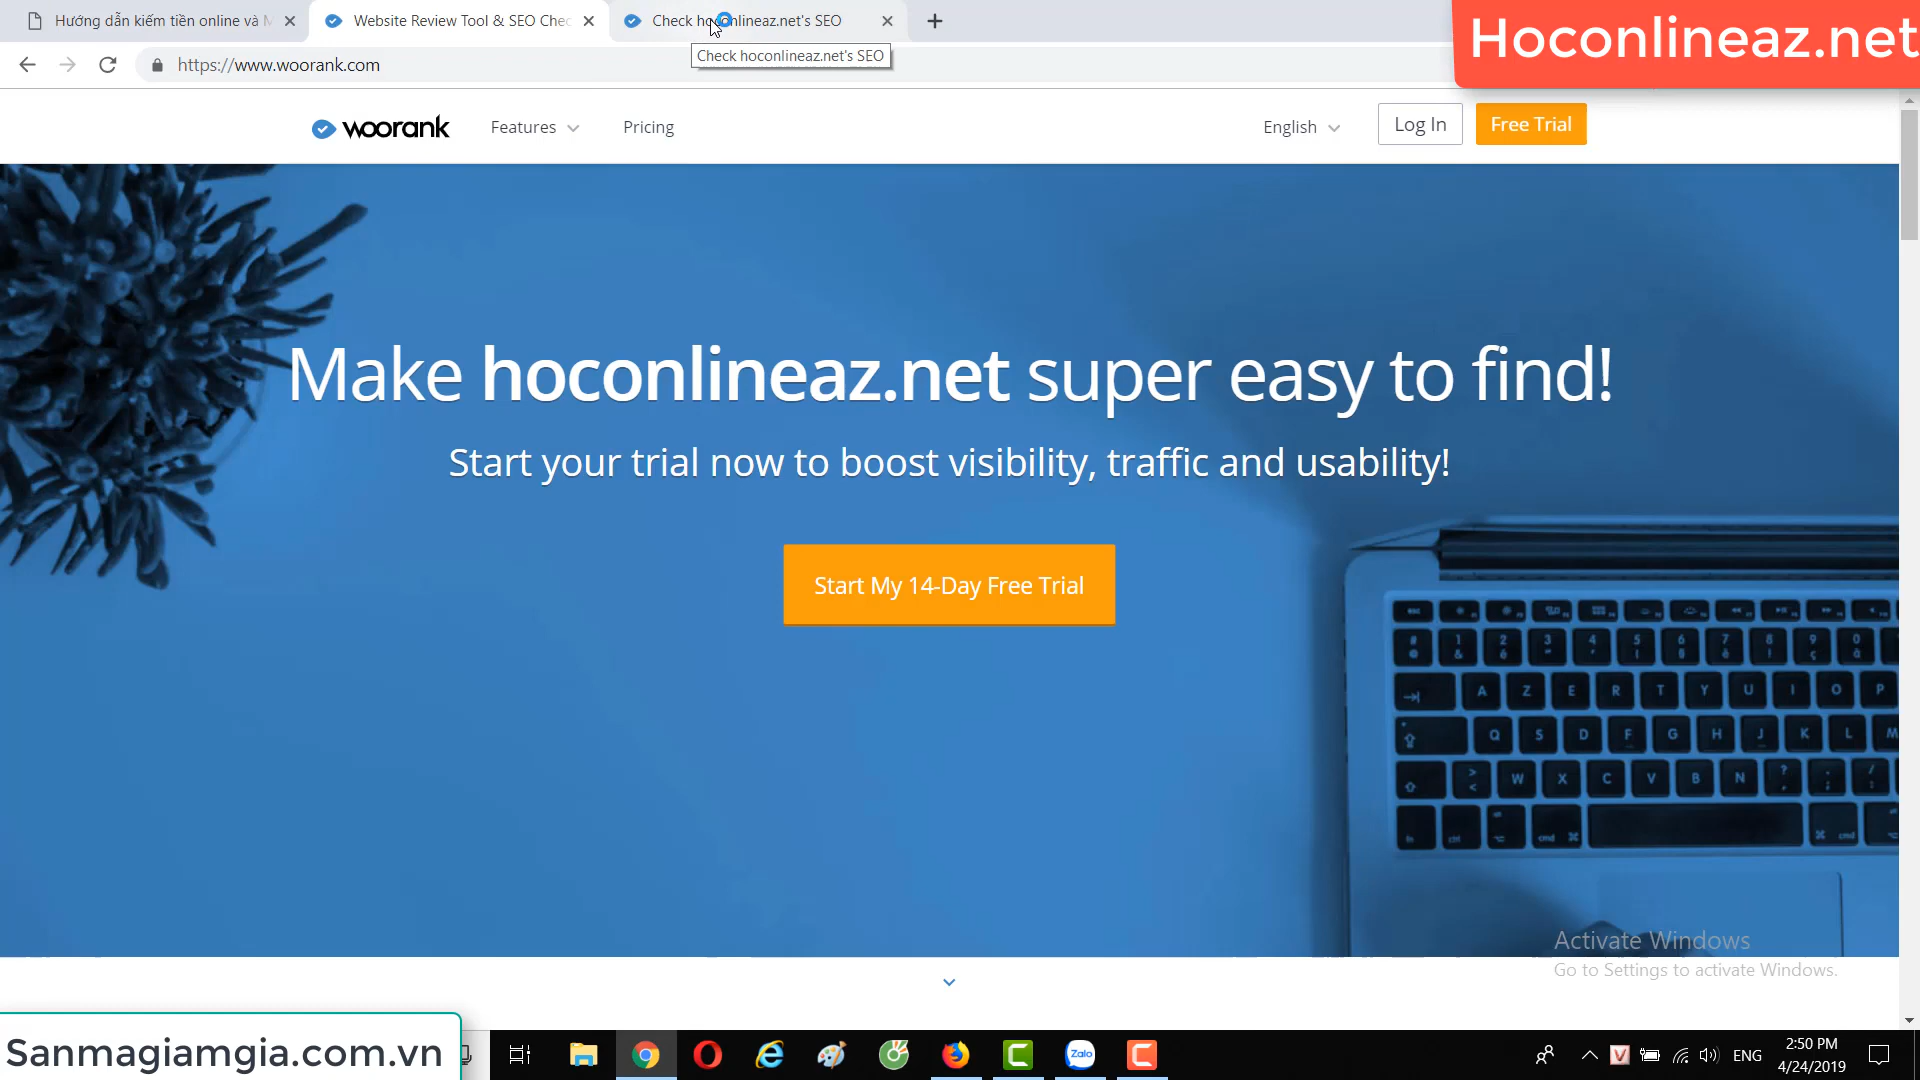 Hướng dẫn kiếm tiền online và M
Website Review Tool & SEO Chec
Check hoconlineaz.net's SEO
Check hoconlineaz.net's SEO
https://www.woorank.com
Hoconlineaz.net
woorank
Features
Pricing
English
Log In
Free Trial
Make hoconlineaz.net super easy to find!
Start your trial now to boost visibility, traffic and usability!
Start My 14-Day Free Trial
Activate Windows
Go to Settings to activate Windows.
Sanmagiamgia.com.vn
Zalo
ENG
2:50 PM
4/24/2019